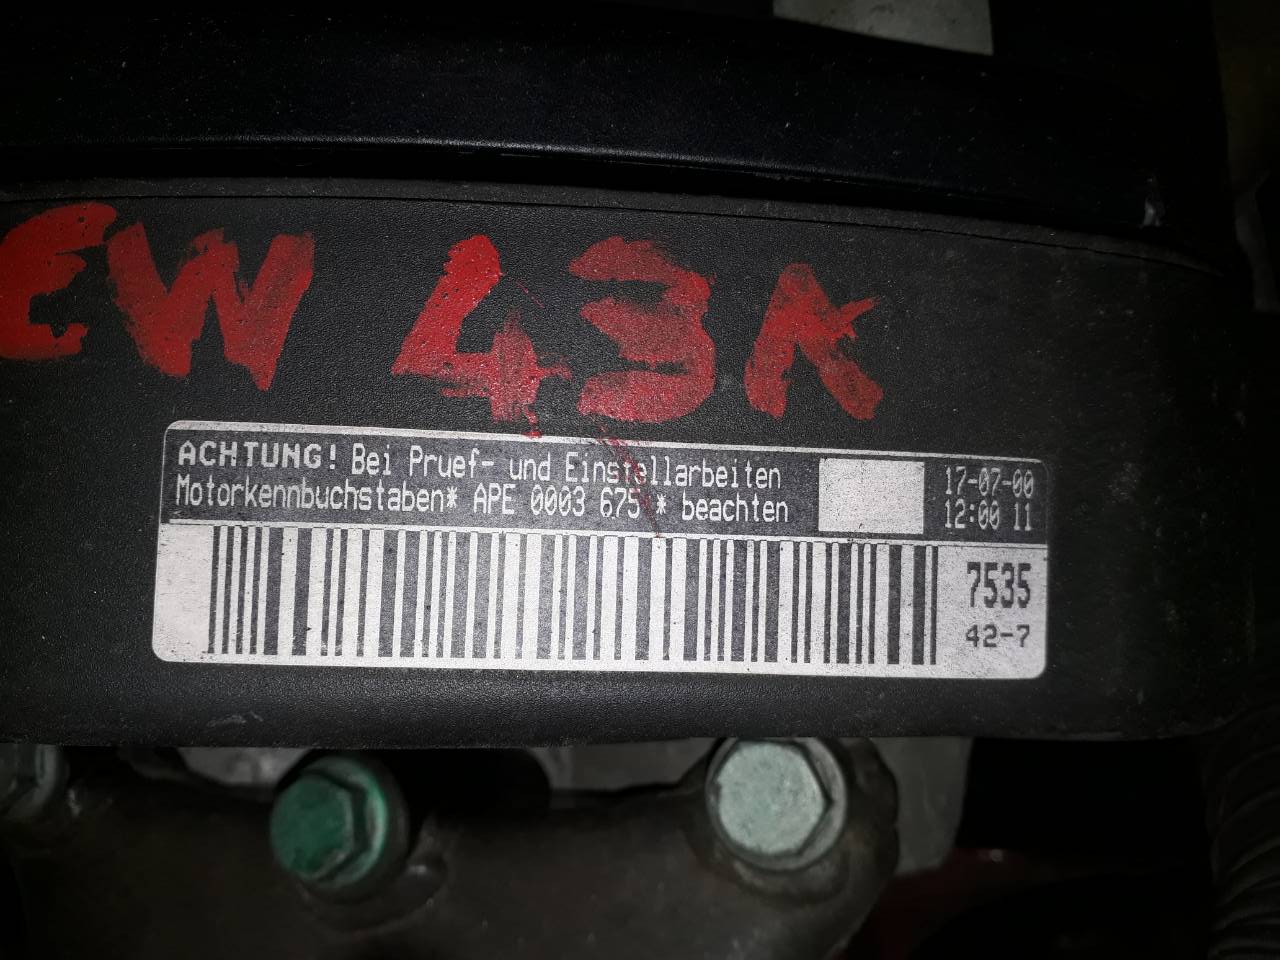 EW 43K
ACHTUNG! Bei Pruef- und Einstellarbeiten
Motorkennbuchstaben* APE 0003 675 * beachten
17-07-00
12:00 11
7535
42-7